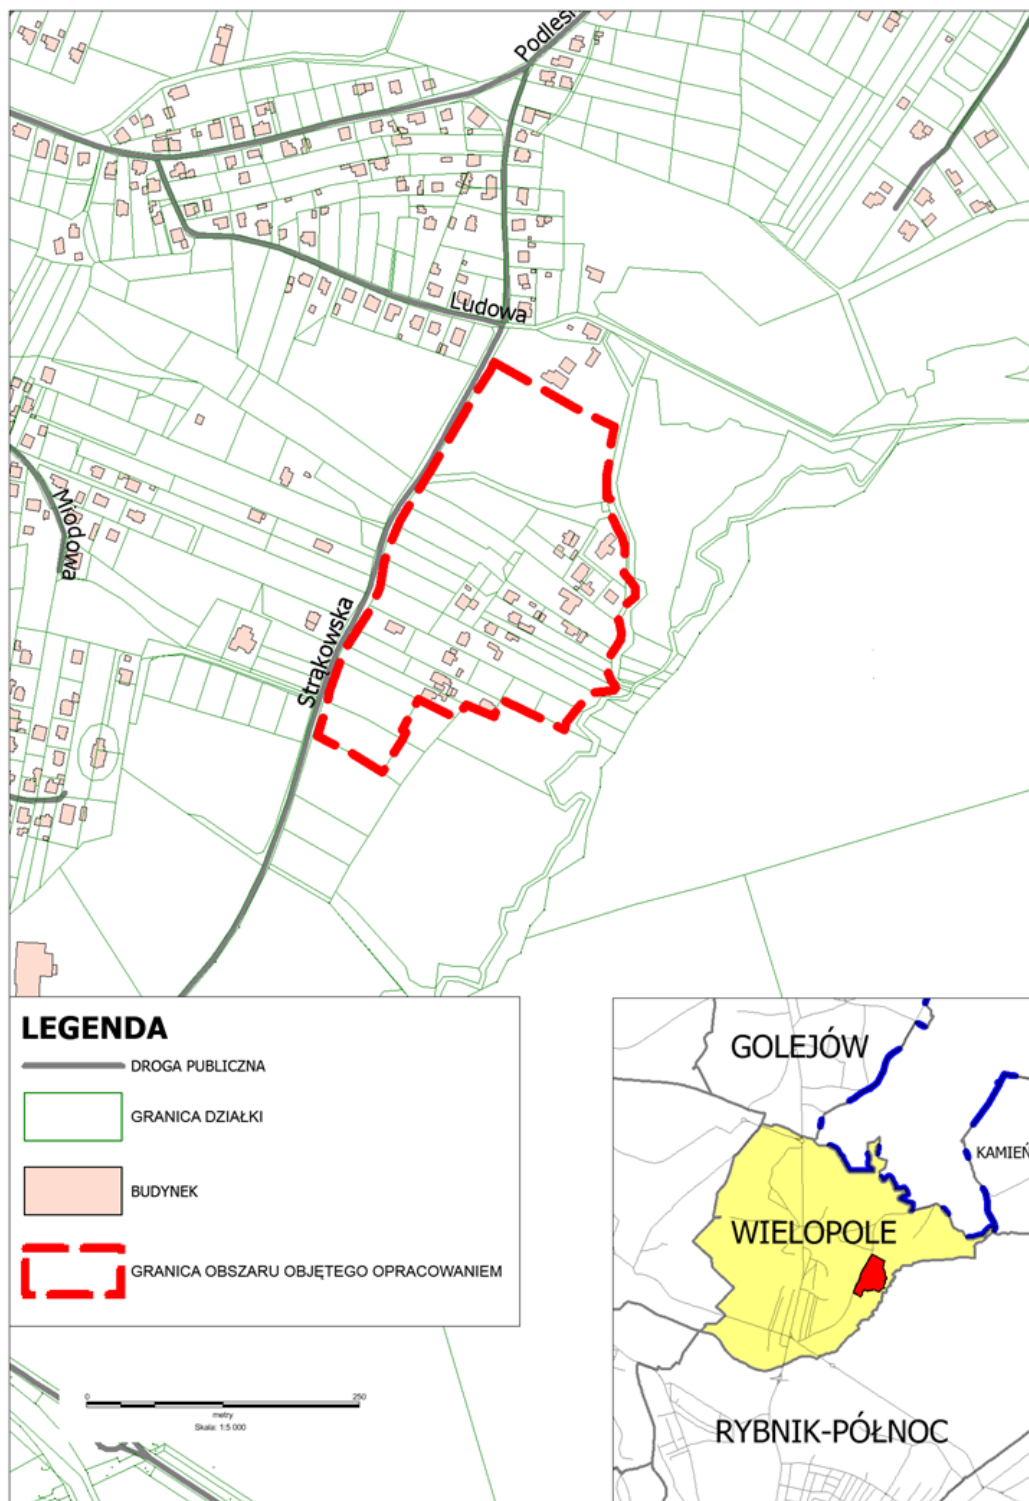 Podlesi
Ludowa
Miodowa
Strąkowska
LEGENDA
DROGA PUBLICZNA
GRANICA DZIAŁKI
BUDYNEK
GRANICA OBSZARU OBJĘTEGO OPRACOWANIEM
0 250
metry
Skala: 1:5 000
GOLEJÓW
KAMIEŃ
WIELOPOLE
RYBNIK-PÓŁNOC